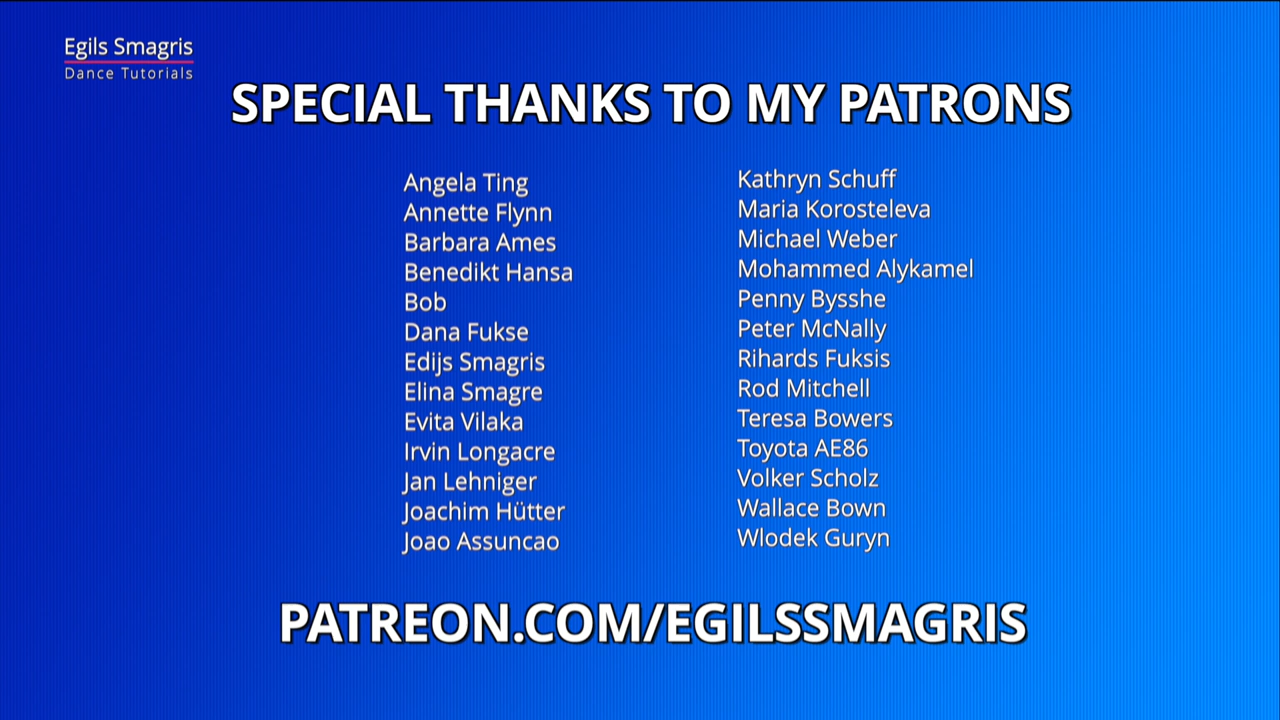 Egils Smagris
Dance Tutorials
SPECIAL THANKS TO MY PATRONS
Angela Ting
Annette Flynn
Barbara Ames
Benedikt Hansa
Bob
Dana Fukse
Edijs Smagris
Elina Smagre
Evita Vilaka
Irvin Longacre
Jan Lehniger
Joachim Hütter
Joao Assuncao
Kathryn Schuff
Maria Korosteleva
Michael Weber
Mohammed Alykamel
Penny Bysshe
Peter McNally
Rihards Fuksis
Rod Mitchell
Teresa Bowers
Toyota AE86
Volker Scholz
Wallace Bown
Wlodek Guryn
PATREON.COM/EGILSSMAGRIS